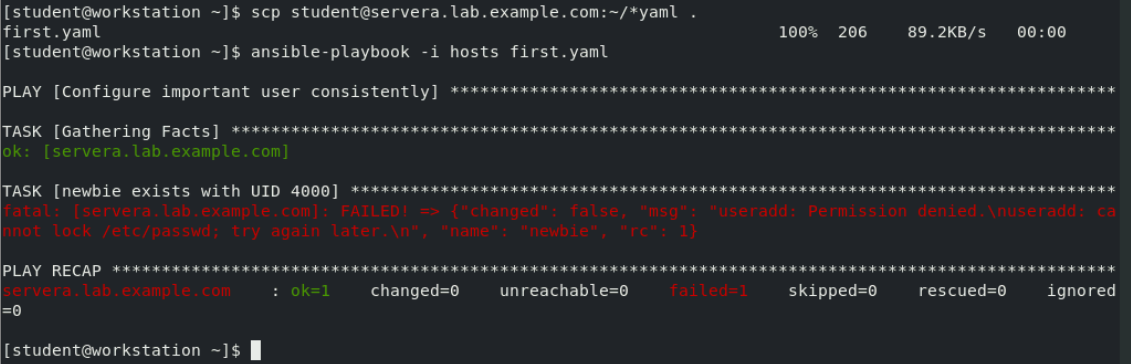 [student@workstation ~]$ scp student@servera.lab.example.com:~/*yaml .
first.yaml                                                                    100%  206    89.2KB/s   00:00
[student@workstation ~]$ ansible-playbook -i hosts first.yaml
PLAY [Configure important user consistently] *******************************************************************
TASK [Gathering Facts] *****************************************************************************************
ok: [servera.lab.example.com]
TASK [newbie exists with UID 4000] *****************************************************************************
fatal: [servera.lab.example.com]: FAILED! => {"changed": false, "msg": "useradd: Permission denied.\nuseradd: ca
nnot lock /etc/passwd; try again later.\n", "name": "newbie", "rc": 1}
PLAY RECAP *****************************************************************************************************
servera.lab.example.com    : ok=1    changed=0    unreachable=0    failed=1    skipped=0    rescued=0    ignored
=0
[student@workstation ~]$